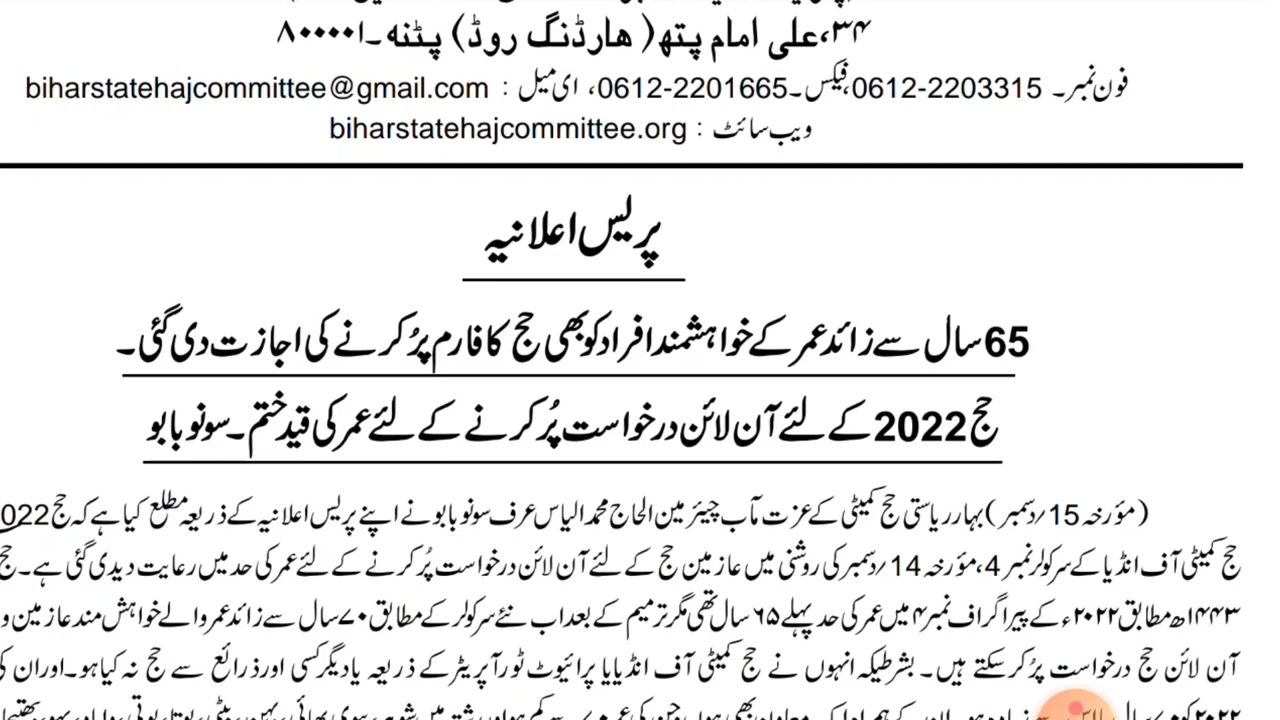 ۳۴،علی امام پتھ( ھارڈنگ روڈ) پٹنہ۔۸۰۰۰۰۱
فون نمبر۔ 0612-2203315،فیکس۔0612-2201665، ای میل : biharstatehajcommittee@gmail.com
ویب سائٹ : biharstatehajcommittee.org
پریس اعلانیہ
65 سال سے زائد عمر کے خواہشمند افراد کو بھی حج کا فارم پُر کرنے کی اجازت دی گئی۔
حج 2022 کے لئے آن لائن درخواست پُر کرنے کے لئے عمر کی قید ختم۔سونو بابو
(مؤرخہ 15؍دسمبر)بہار ریاستی حج کمیٹی کے عزت مآب چیئرمین الحاج محمد الیاس عرف سونو بابو نے اپنے پریس اعلانیہ کے ذریعہ مطلع کیا ہے کہ حج 2022
حج کمیٹی آف انڈیا کے سرکولر نمبر 4،مؤرخہ 14؍دسمبر کی روشنی میں عازمین حج کے لئے آن لائن درخواست پُر کرنے کے لئے عمر کی حد میں رعایت دیدی گئی ہے۔حج
۱۴۴۳ھ مطابق ۲۰۲۲ء کے پیراگراف نمبر ۴ میں عمر کی حد پہلے ۶۵ سال تھی مگر ترمیم کے بعد اب نئے سرکولر کے مطابق ۷۰ سال سے زائد عمر والے خواہش مند عازمین و
آن لائن حج درخواست پُر کر سکتے ہیں۔ بشرطیکہ انہوں نے حج کمیٹی آف انڈیا یا پرائیوٹ ٹور آپریٹر کے ذریعہ یا دیگر کسی اور ذرائع سے حج نہ کیا ہو۔اور ان کی